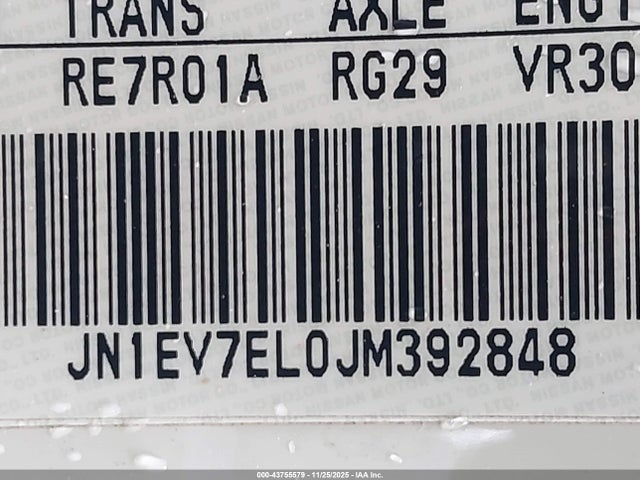 TRANS AXLE ENGI
RE7R01A RG29 VR30
JN1EV7EL0JM392848
000-43755579 - 11/25/2025 - IAA Inc.